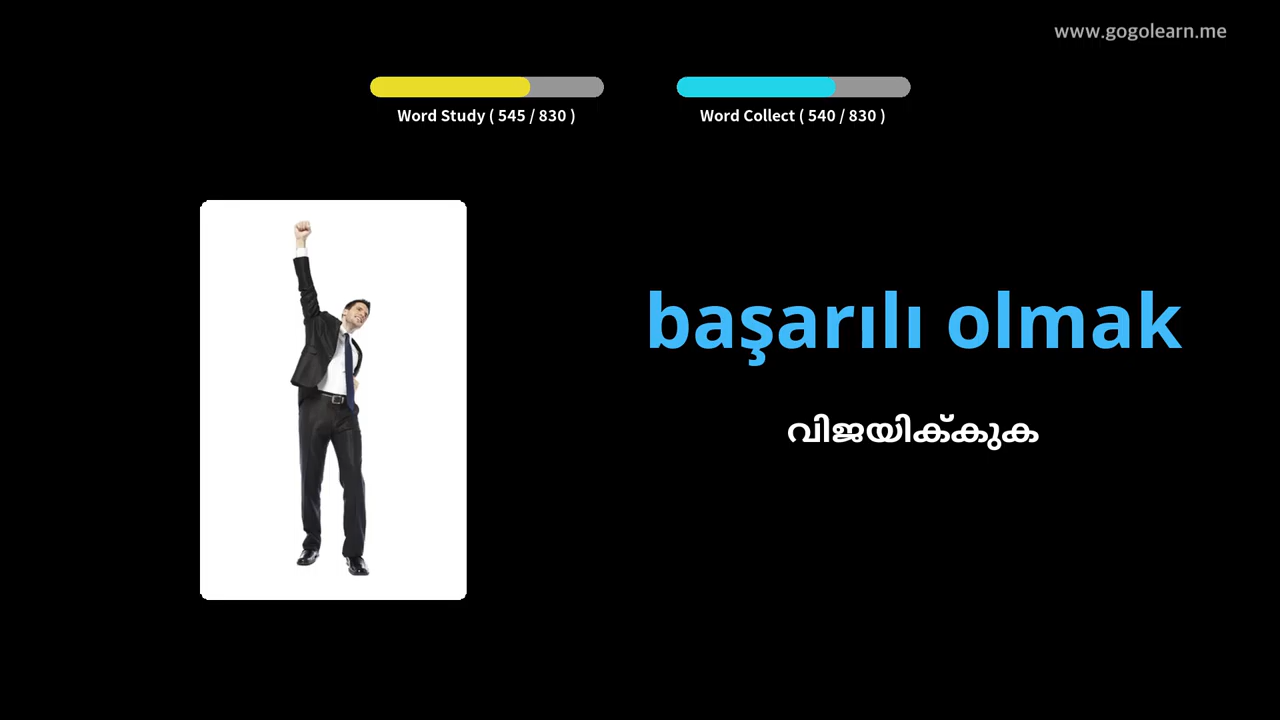 www.gogolearn.me
Word Study ( 545 / 830 )
Word Collect ( 540 / 830 )
başarılı olmak
വിജയിക്കുക